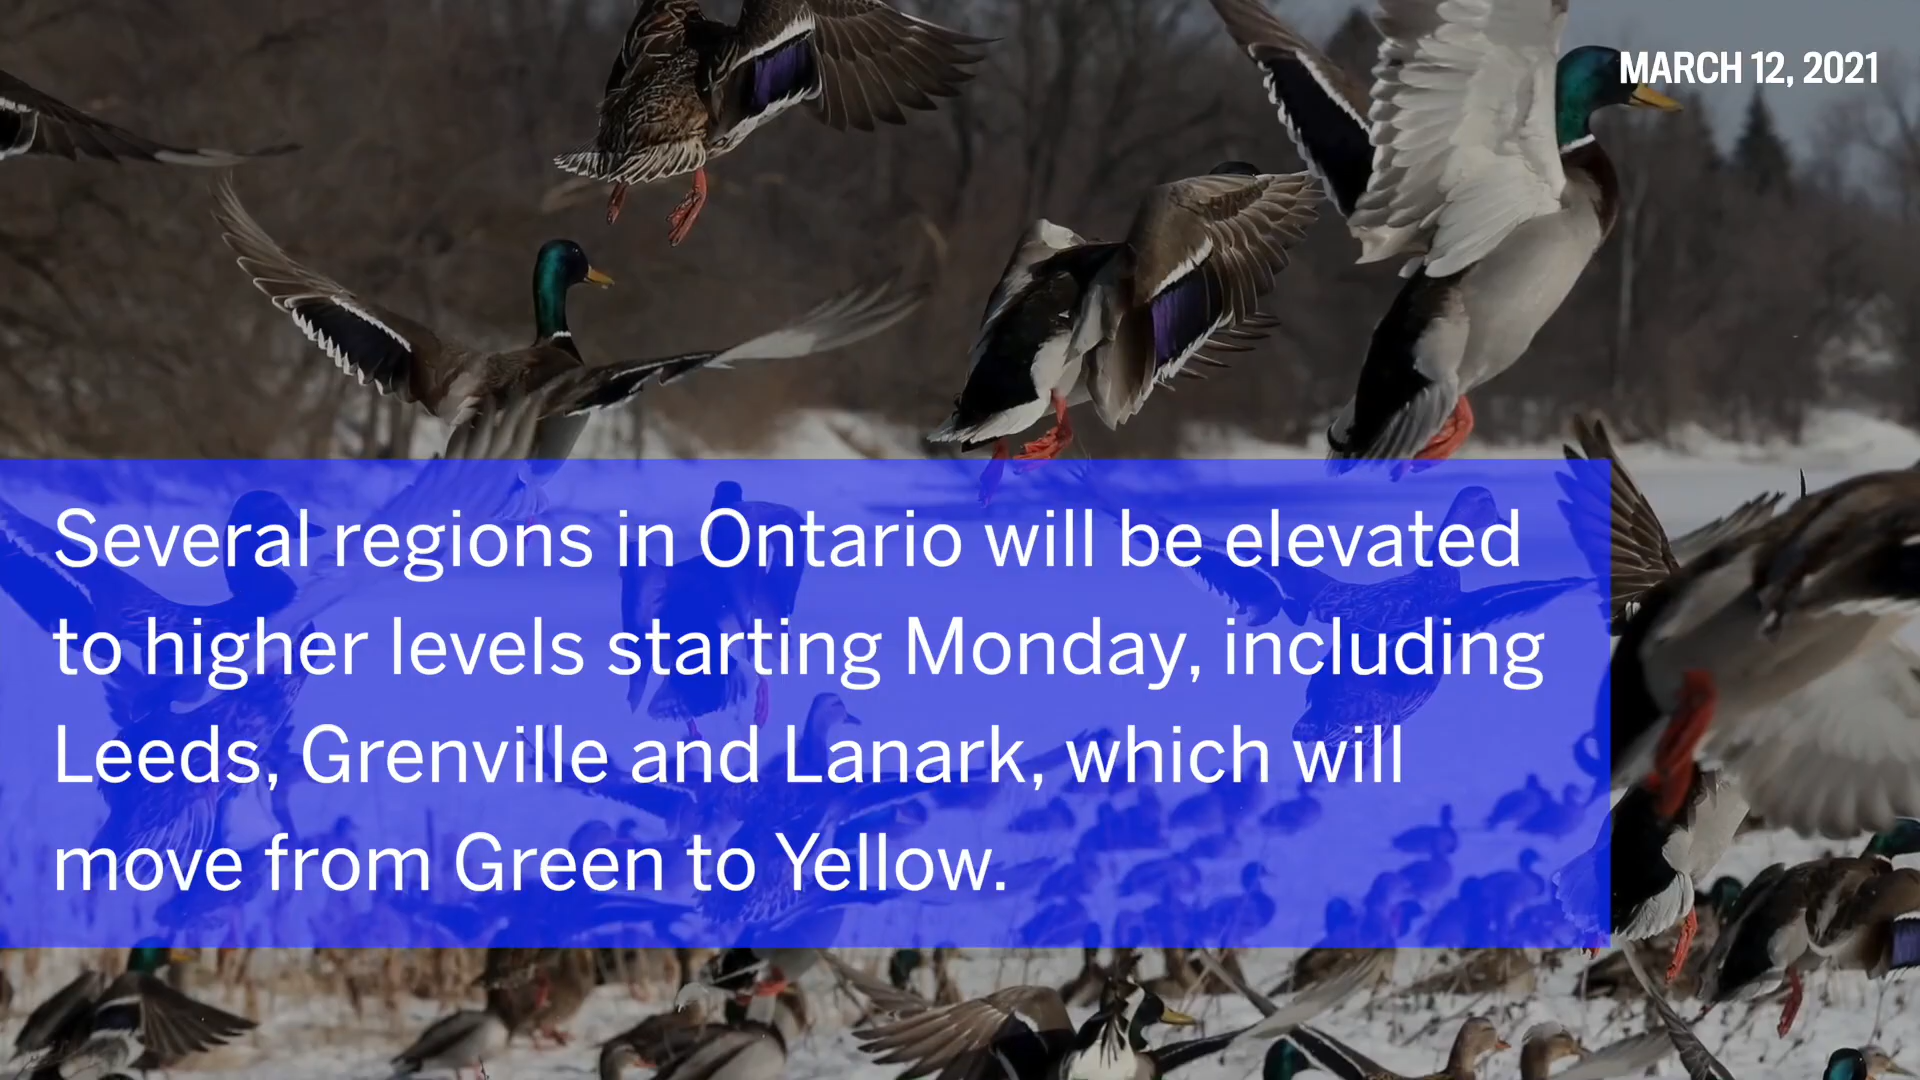 MARCH 12, 2021
Several regions in Ontario will be elevated
to higher levels starting Monday, including
Leeds, Grenville and Lanark, which will
move from Green to Yellow.